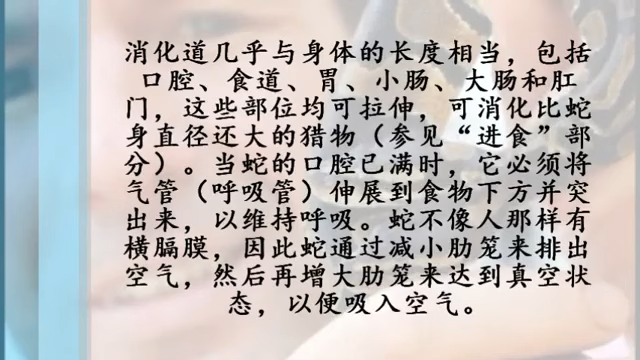 消化道几乎与身体的长度相当，包括
口腔、食道、胃、小肠、大肠和肛
门，这些部位均可拉伸，可消化比蛇
身直径还大的猎物（参见“进食”部
分）。当蛇的口腔已满时，它必须将
气管（呼吸管）伸展到食物下方并突
出来，以维持呼吸。蛇不像人那样有
横膈膜，因此蛇通过减小肋笼来排出
空气，然后再增大肋笼来达到真空状
态，以便吸入空气。